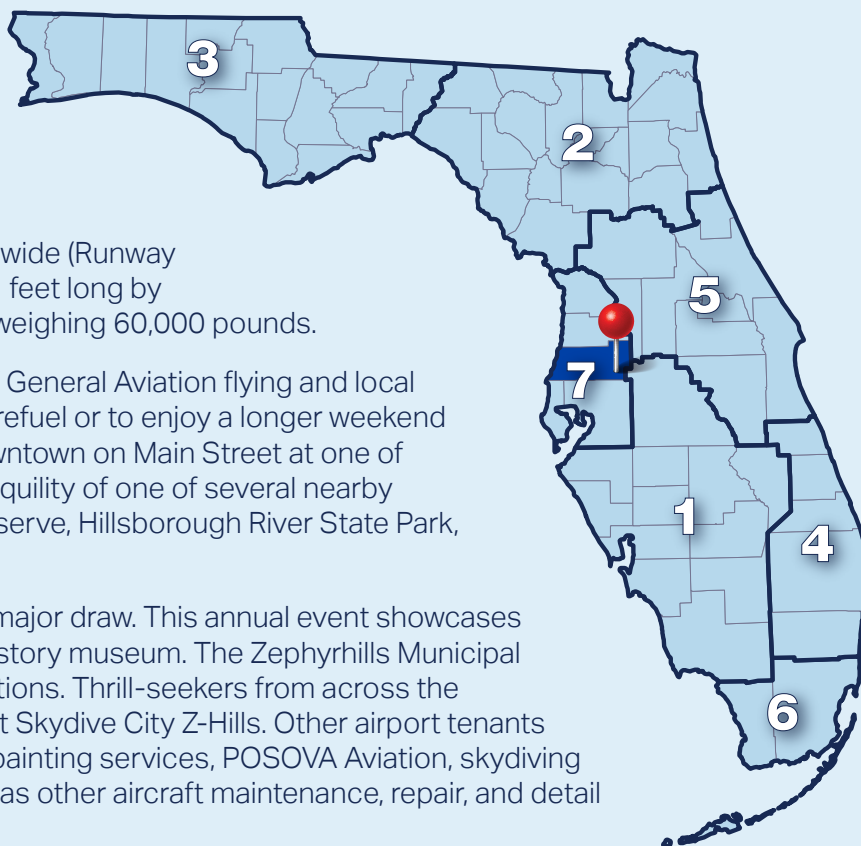 3
2
wide (Runway
feet long by
weighing 60,000 pounds.
5
General Aviation flying and local
7
refuel or to enjoy a longer weekend
wntown on Main Street at one of
quility of one of several nearby
serve, Hillsborough River State Park,
1
4
major draw. This annual event showcases
story museum. The Zephyrhills Municipal
tions. Thrill-seekers from across the
t Skydive City Z-Hills. Other airport tenants
6
painting services, POSOVA Aviation, skydiving
as other aircraft maintenance, repair, and detail